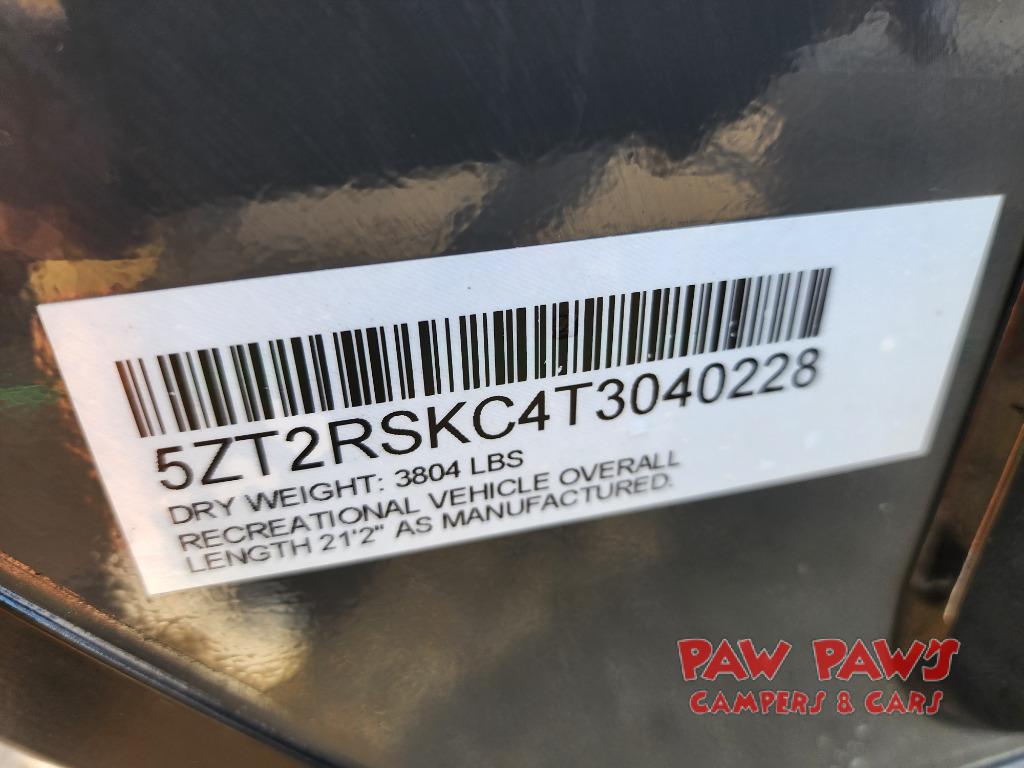 5ZT2RSKC4T3040228
DRY WEIGHT: 3804 LBS
RECREATIONAL VEHICLE OVERALL
LENGTH 21'2" AS MANUFACTURED.
PAW PAW'S
CAMPERS & CARS